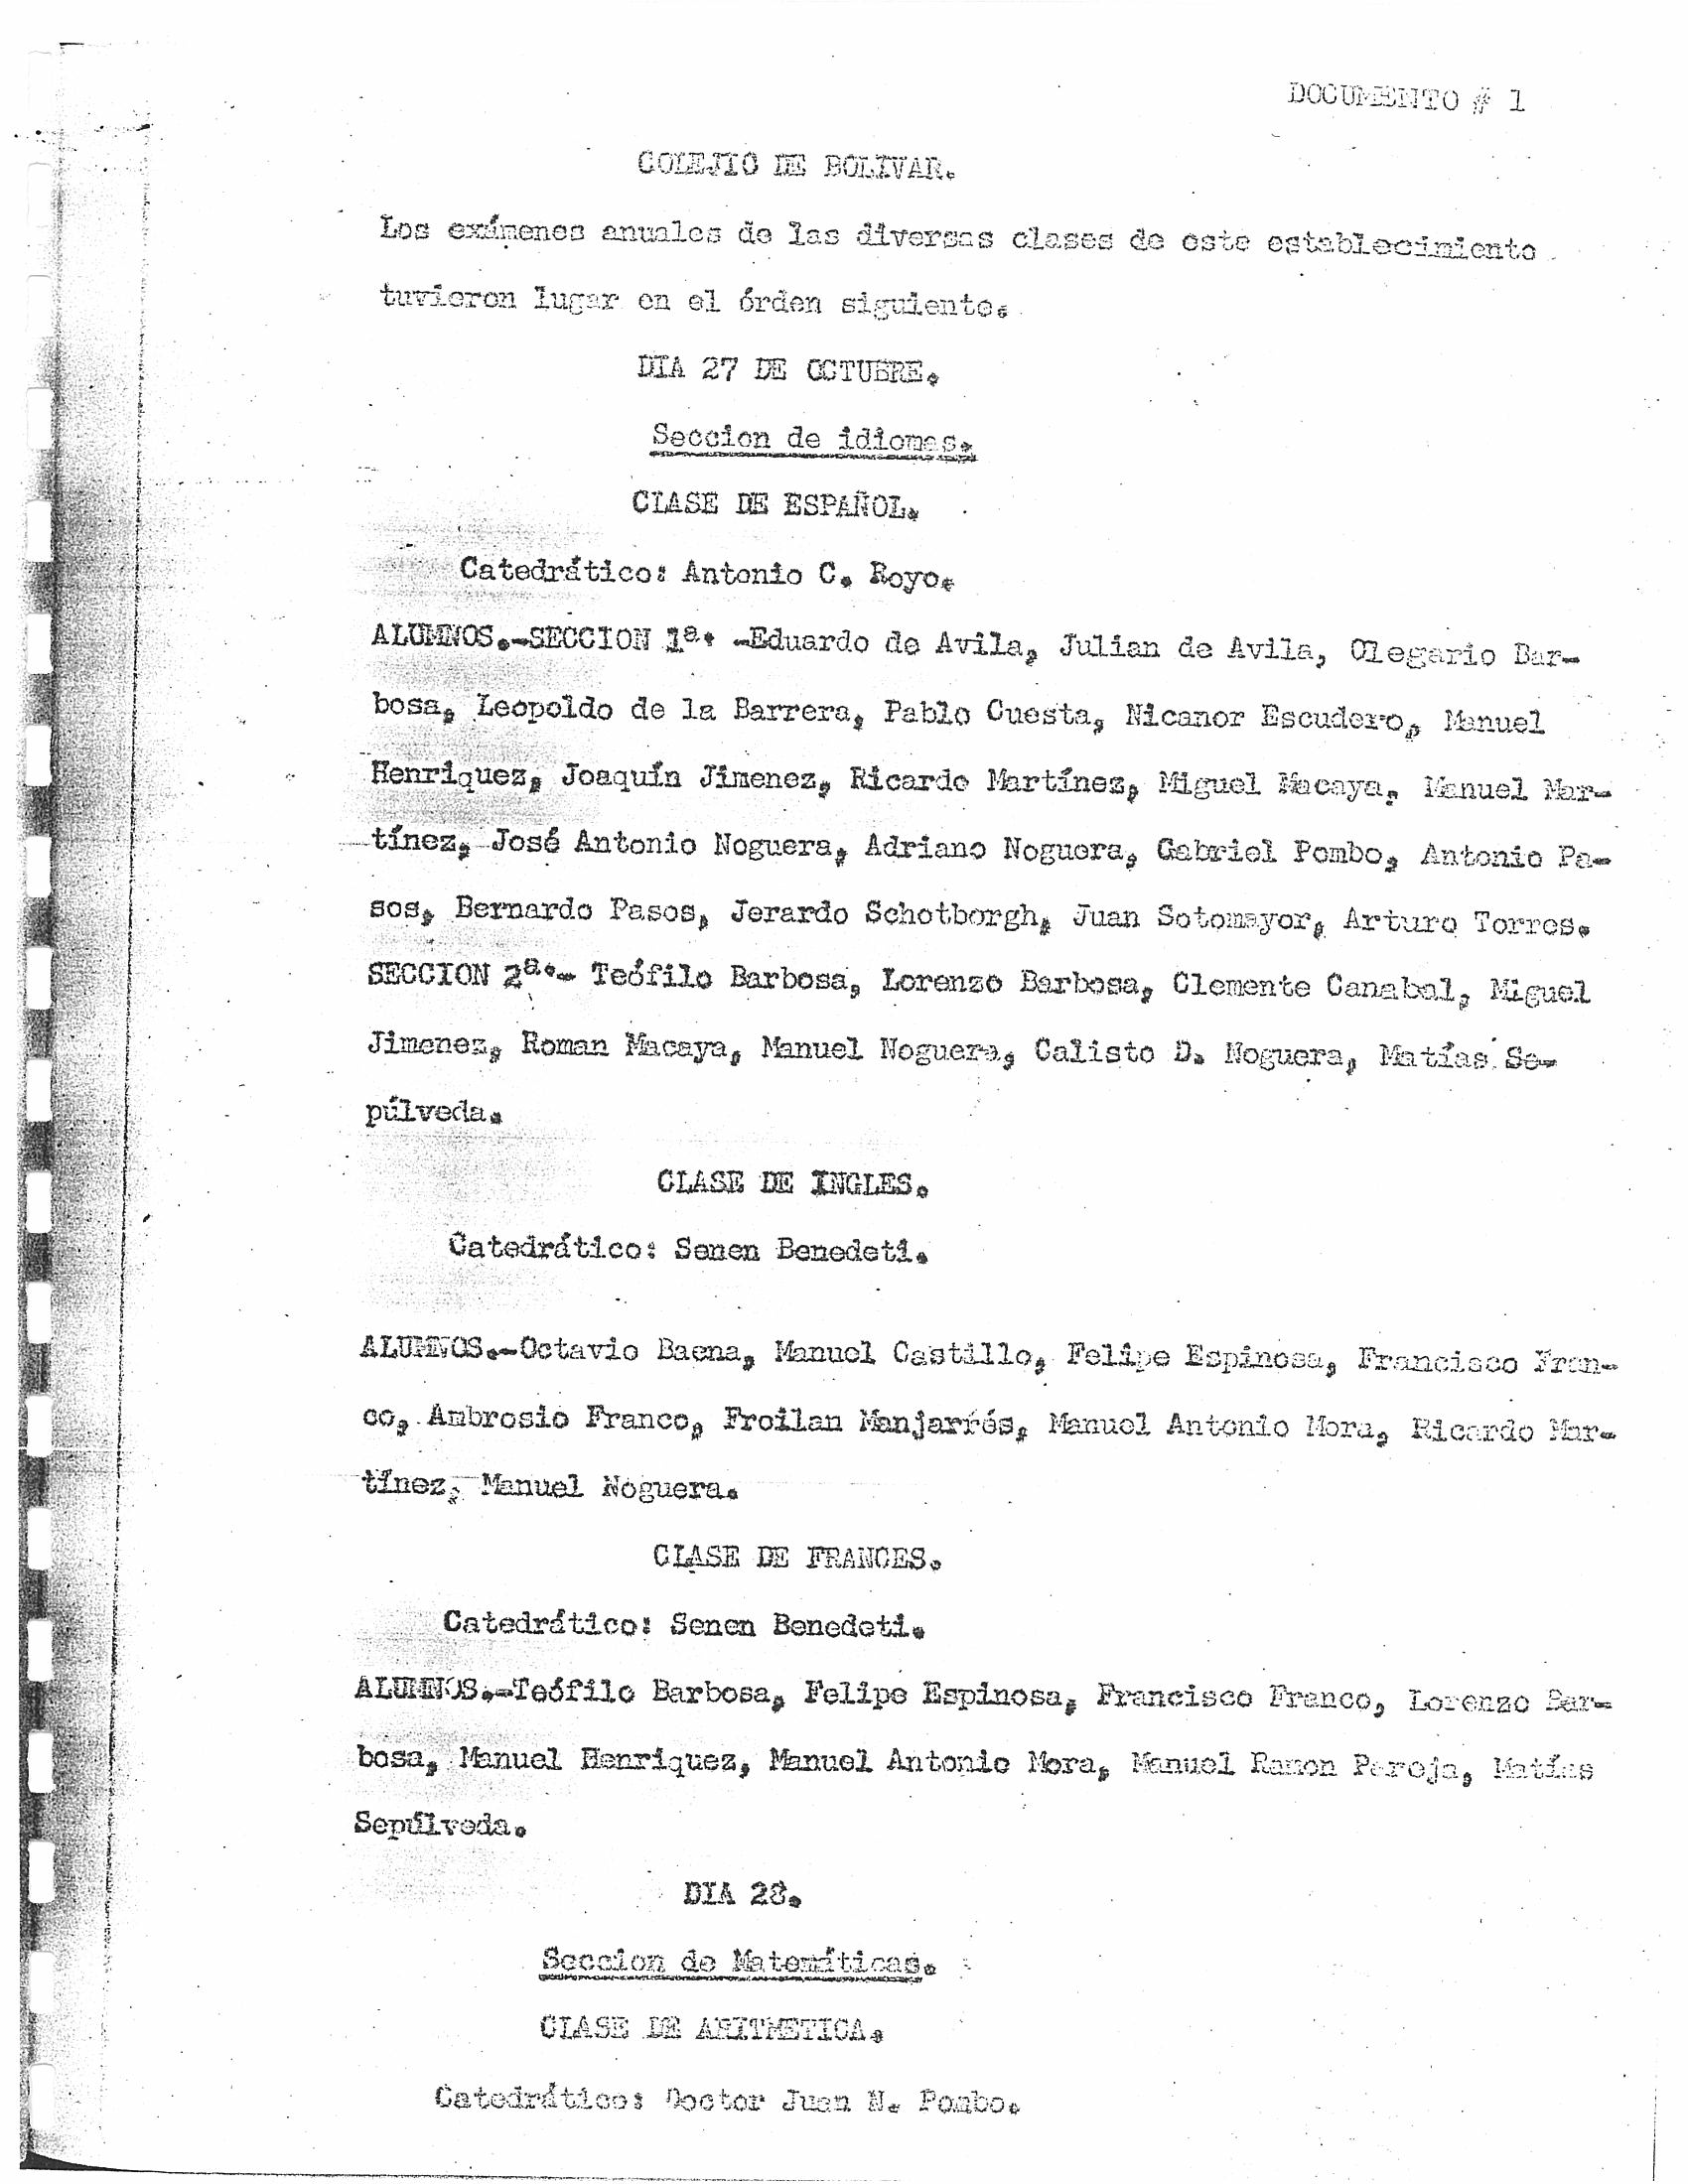 DOCUMENTO # 1
COLEJIO DE BOLIVAR.
Los exámenes anuales de las diversas clases de este establecimiento
tuvieron lugar en el órden siguiente.
DIA 27 DE OCTUBRE.
Seccion de idiomas.
CLASE DE ESPAÑOL.
Catedrático: Antonio C. Royo.
ALUMNOS.-SECCION 1ª. -Eduardo de Avila, Julian de Avila, Olegario Bar-
bosa, Leopoldo de la Barrera, Pablo Cuesta, Nicanor Escudero, Manuel
Henriquez, Joaquín Jimenez, Ricardo Martínez, Miguel Macaya, Manuel Mar-
tínez, José Antonio Noguera, Adriano Noguera, Gabriel Pombo, Antonio Pa-
sos, Bernardo Pasos, Jerardo Schotborgh, Juan Sotomayor, Arturo Torres.
SECCION 2ª.- Teófilo Barbosa, Lorenzo Barbosa, Clemente Canabal, Miguel
Jimenez, Roman Macaya, Manuel Noguera, Calisto D. Noguera, Matías Se-
púlveda.
CLASE DE INGLES.
Catedrático: Senen Benedeti.
ALUMNOS.-Octavio Baena, Manuel Castillo, Felipe Espinosa, Francisco Fran-
co, Ambrosio Franco, Froilan Manjarrés, Manuel Antonio Mora, Ricardo Mar-
tínez, Manuel Noguera.
CLASE DE FRANCES.
Catedrático: Senen Benedeti.
ALUMNOS.-Teófilo Barbosa, Felipe Espinosa, Francisco Franco, Lorenzo Bar-
bosa, Manuel Henriquez, Manuel Antonio Mora, Manuel Ramon Pareja, Matías
Sepúlveda.
DIA 28.
Seccion de Matemáticas.
CLASE DE ARITMETICA.
Catedrático: Doctor Juan N. Pombo.